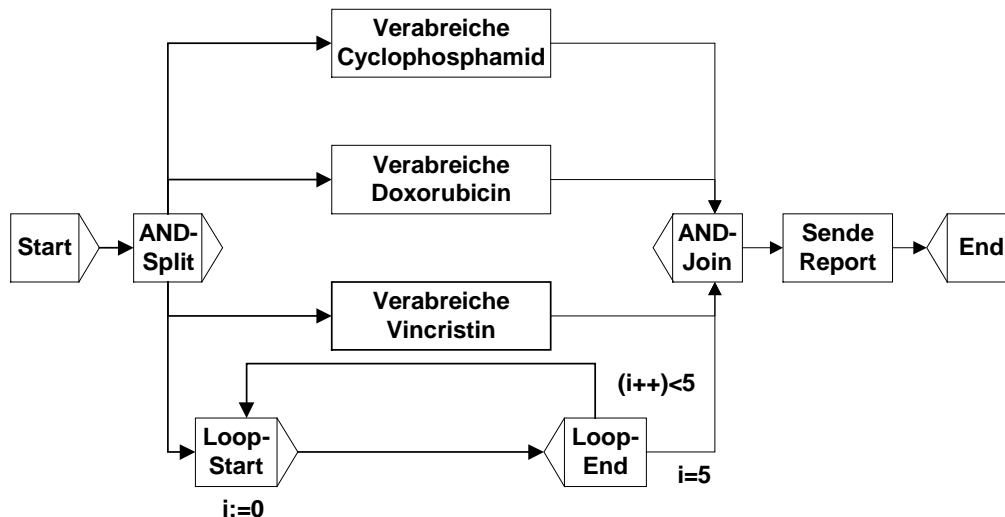 Verabreiche
Cyclophosphamid
Verabreiche
Doxorubicin
Start
AND-
Split
AND-
Join
Sende
Report
End
Verabreiche
Vincristin
(i++)<5
Loop-
Start
Loop-
End
i=5
i:=0